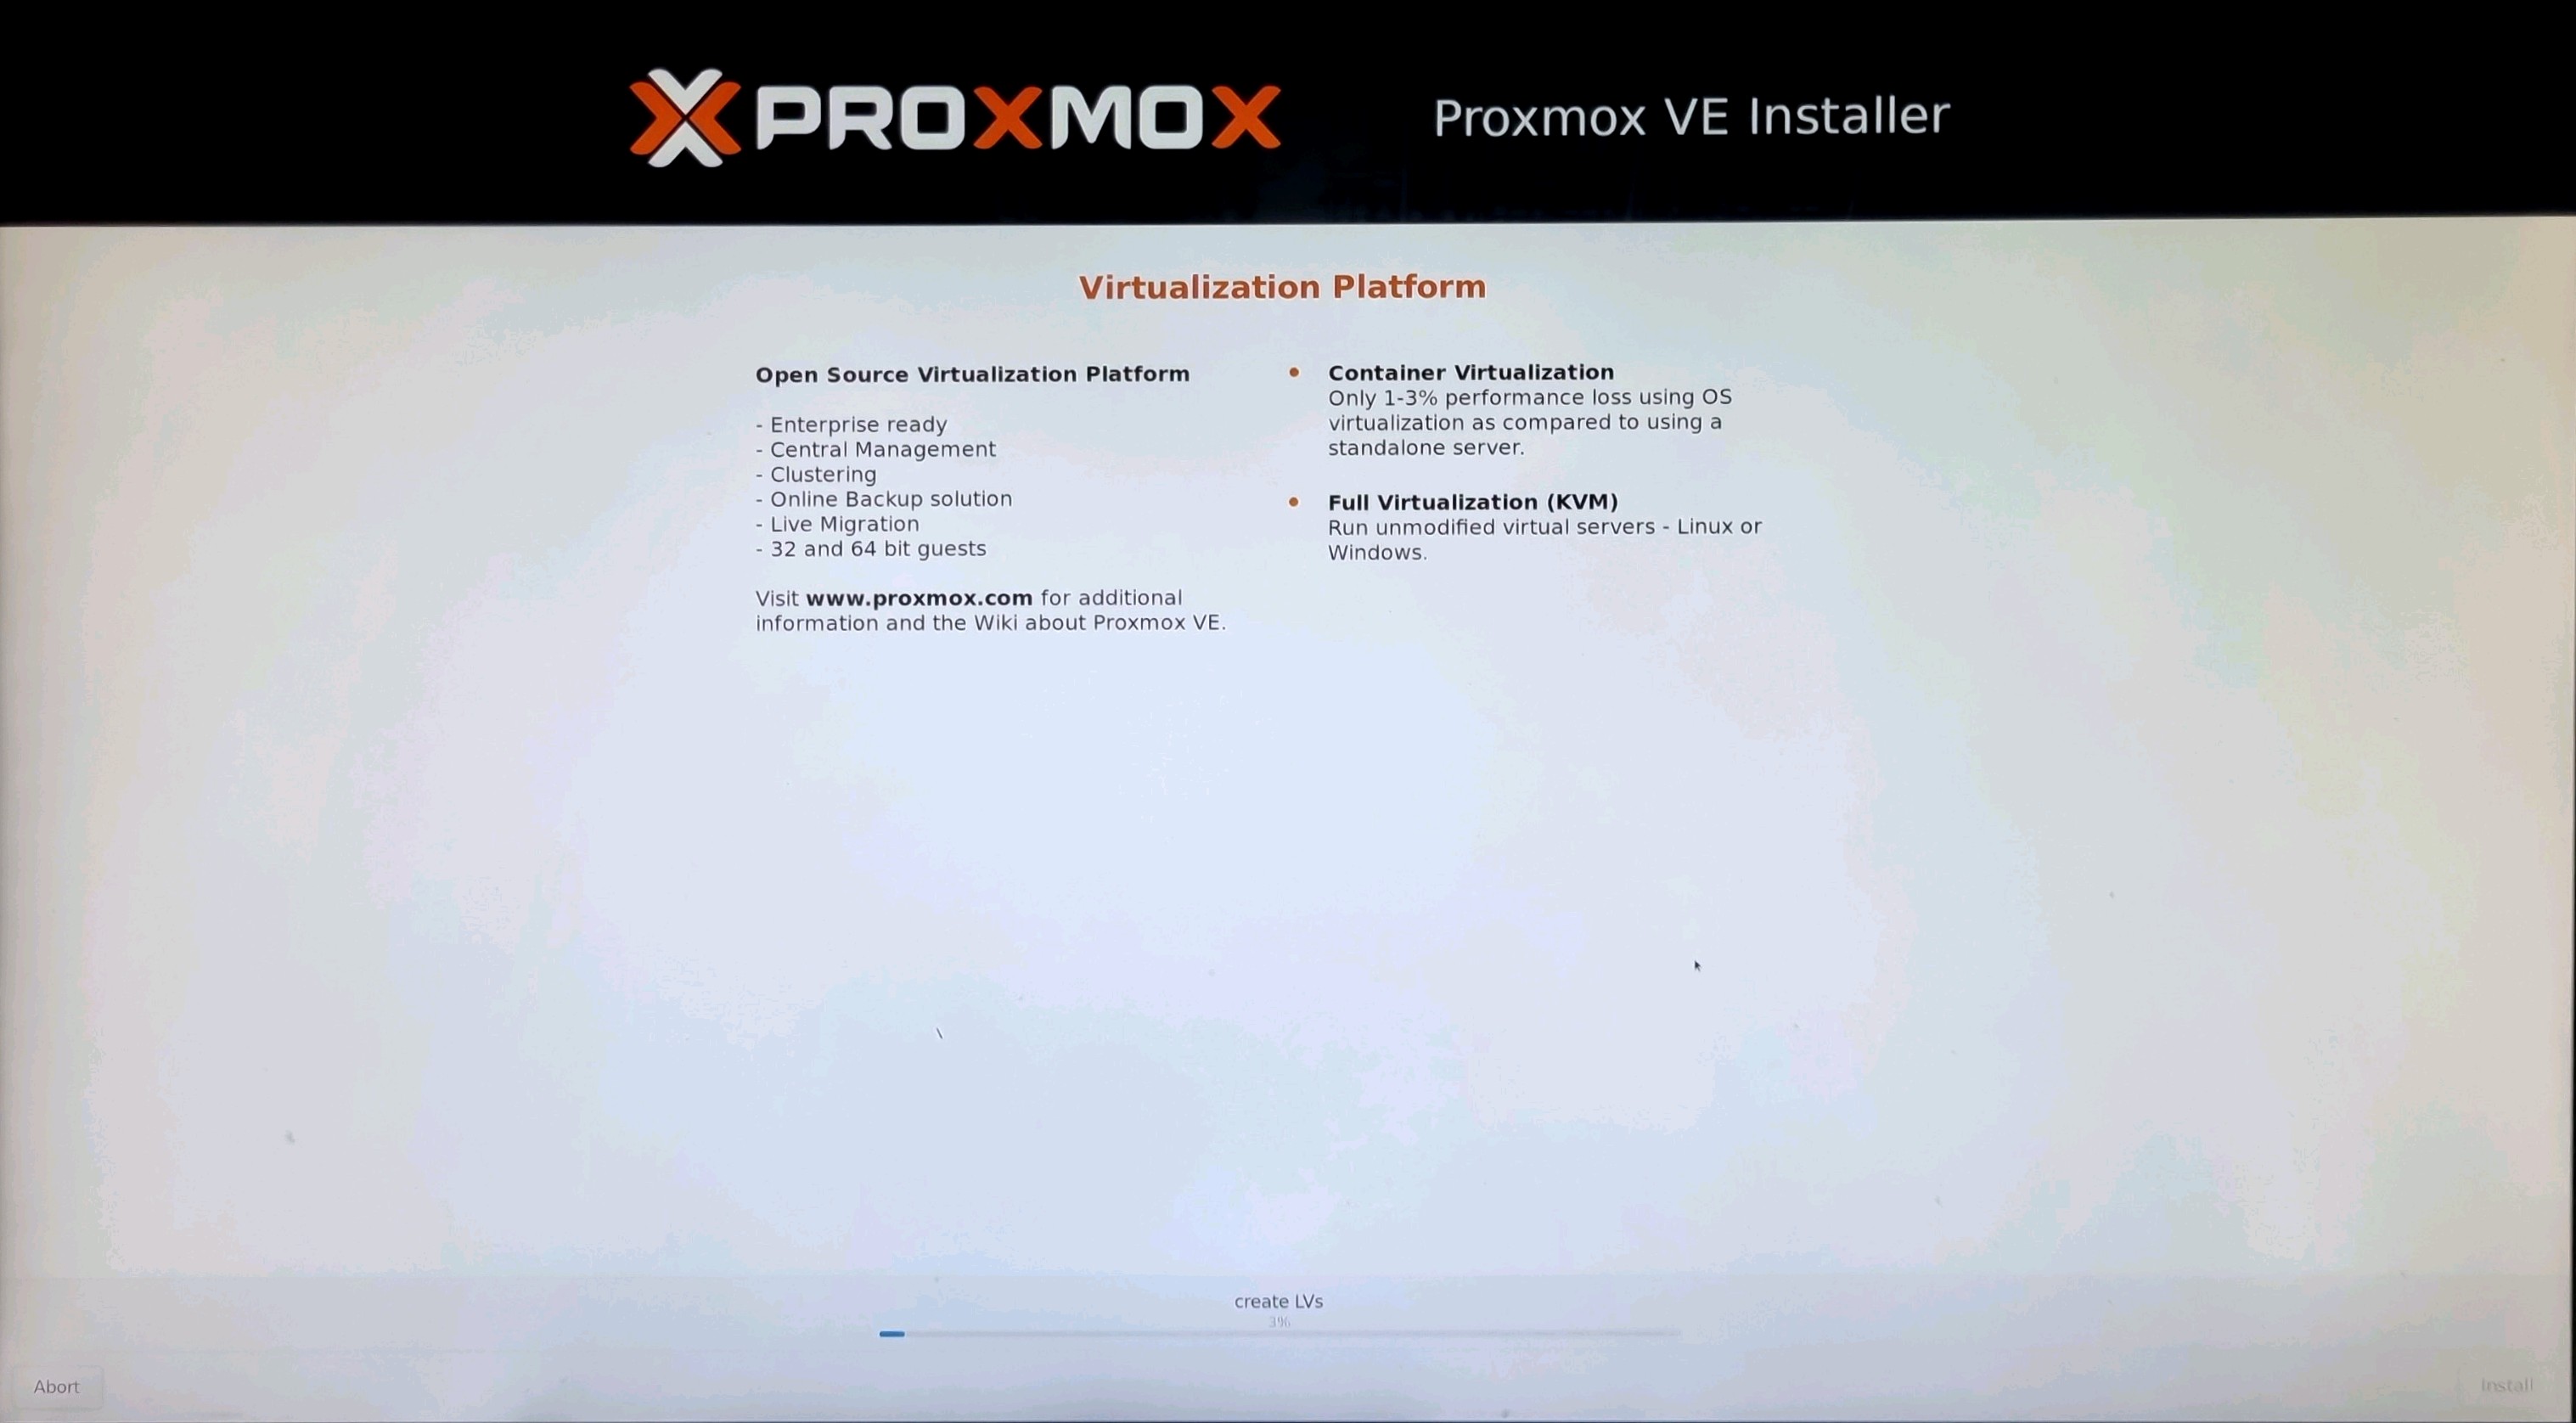 PROXMOX
Proxmox VE Installer
Virtualization Platform
Open Source Virtualization Platform
- Enterprise ready
- Central Management
- Clustering
- Online Backup solution
- Live Migration
- 32 and 64 bit guests
Visit www.proxmox.com for additional
information and the Wiki about Proxmox VE.
• Container Virtualization
Only 1-3% performance loss using OS
virtualization as compared to using a
standalone server.
• Full Virtualization (KVM)
Run unmodified virtual servers - Linux or
Windows.
create LVs
3%
Abort
Install